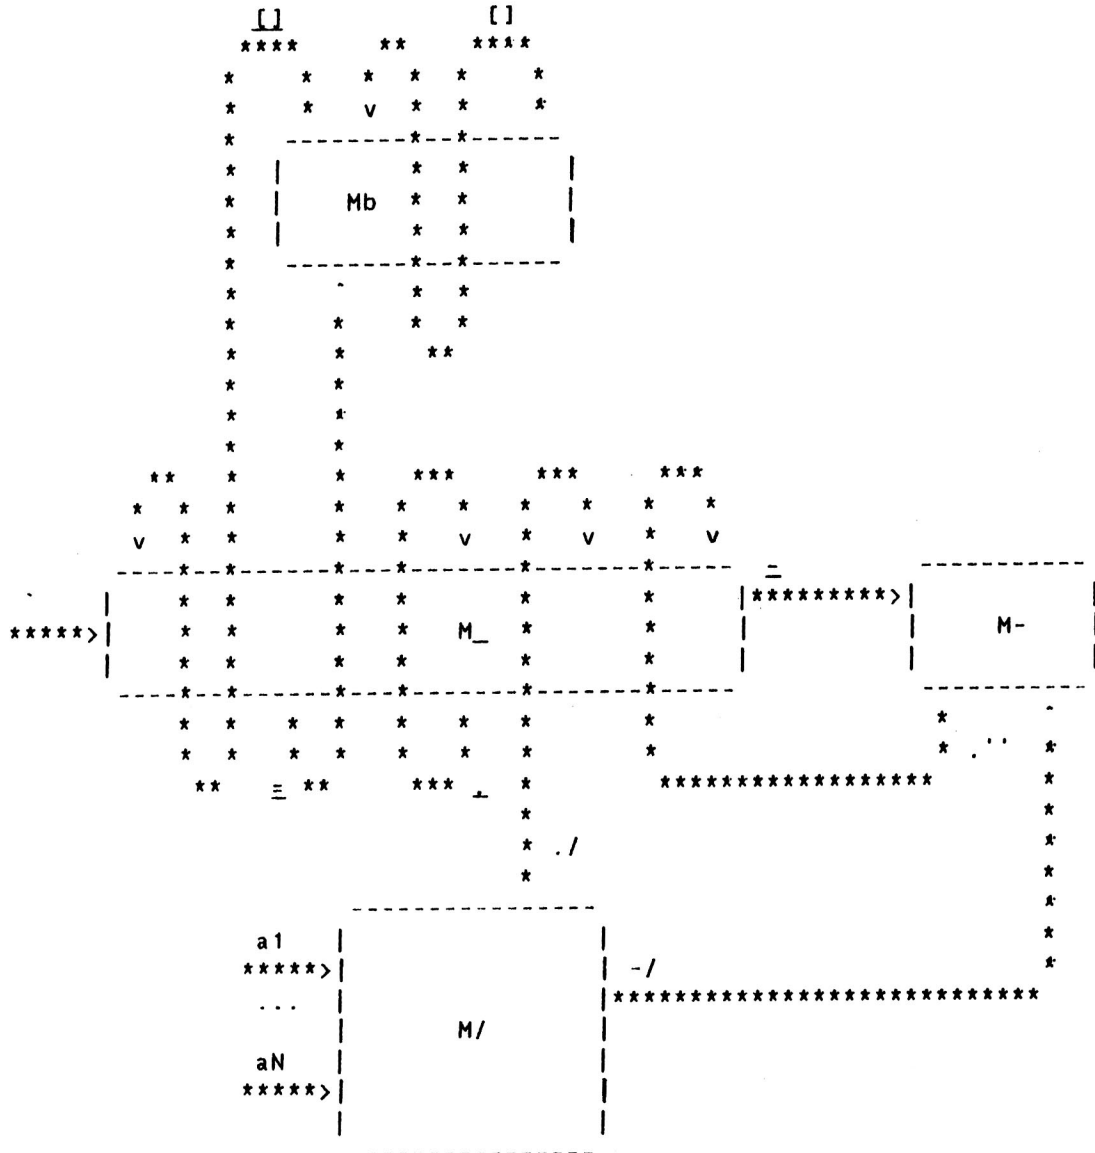 [] []
Mb
=
M_ M-
.''
= ,
./
a1
-/
...
M/
aN